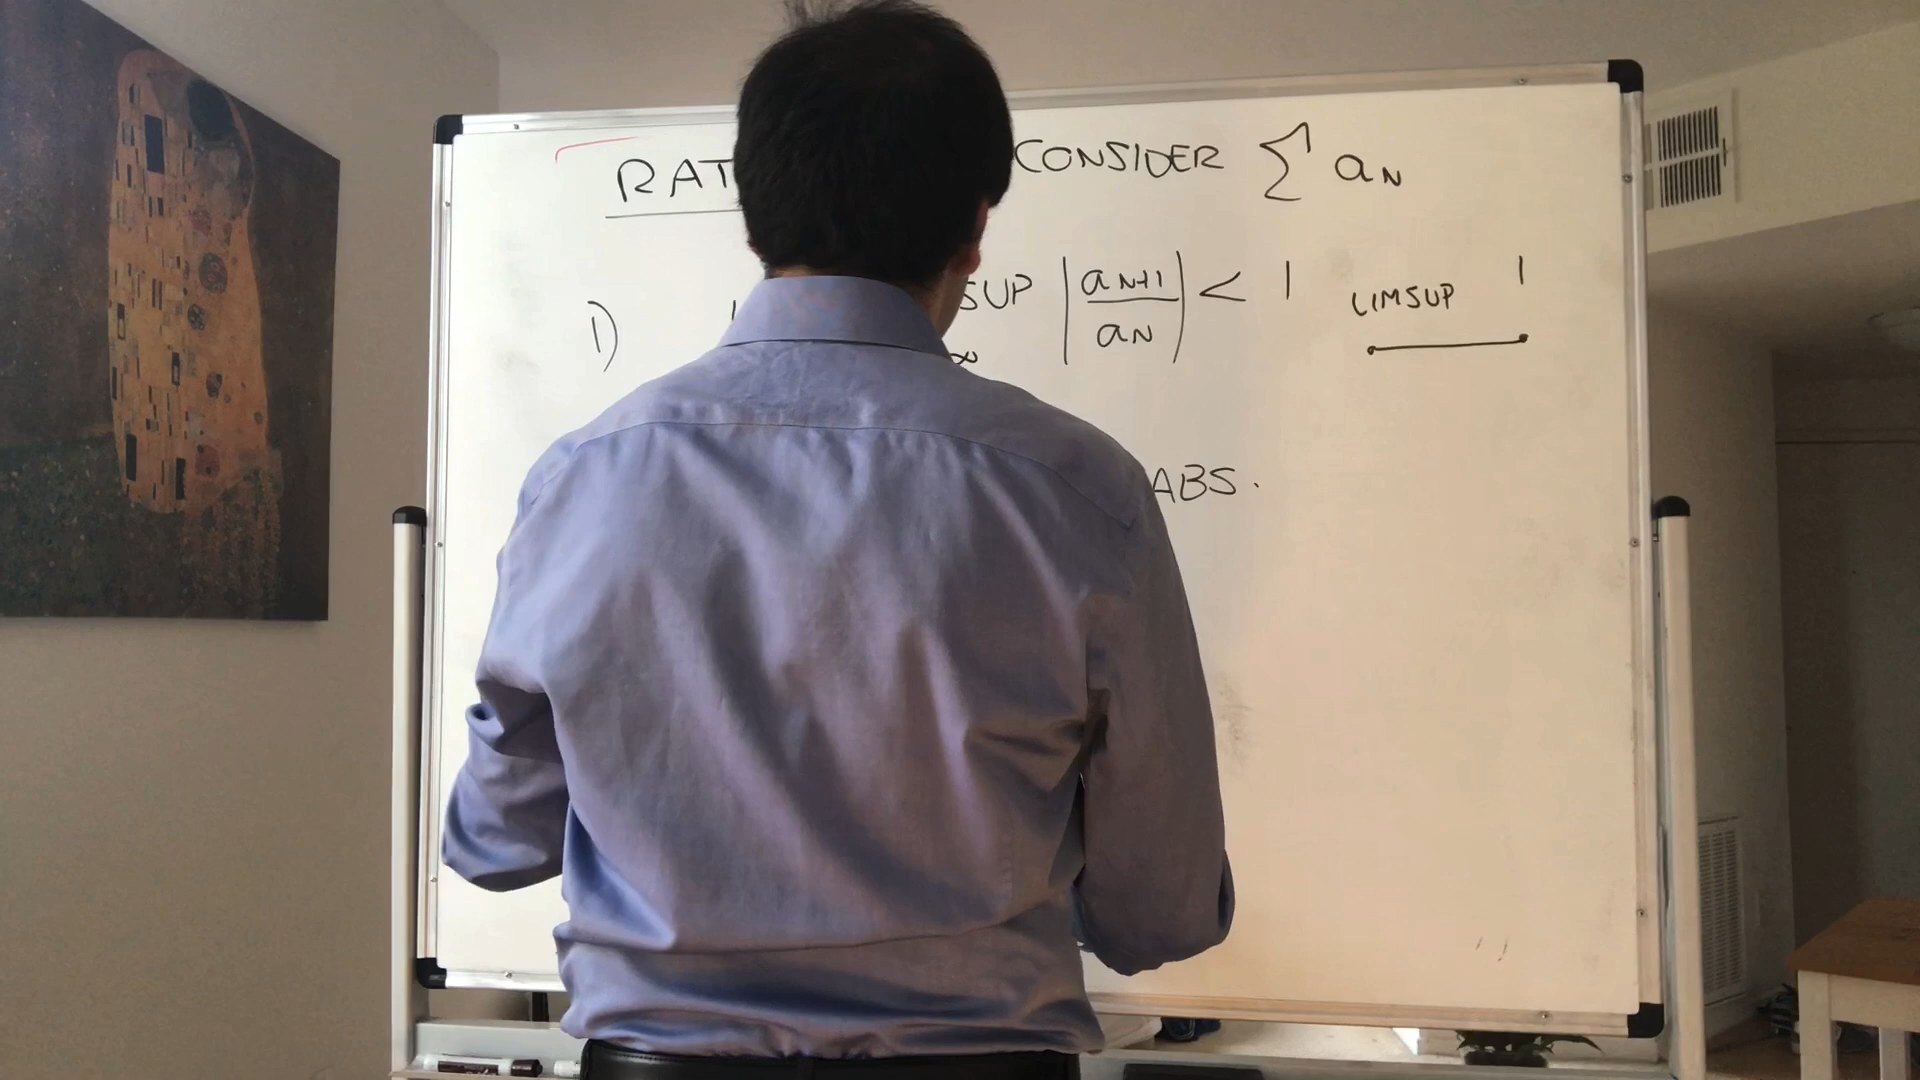 RAT CONSIDER ∑ aN
1) SUP |aN+1/aN| < 1 LIMSUP 1
∞
ABS.